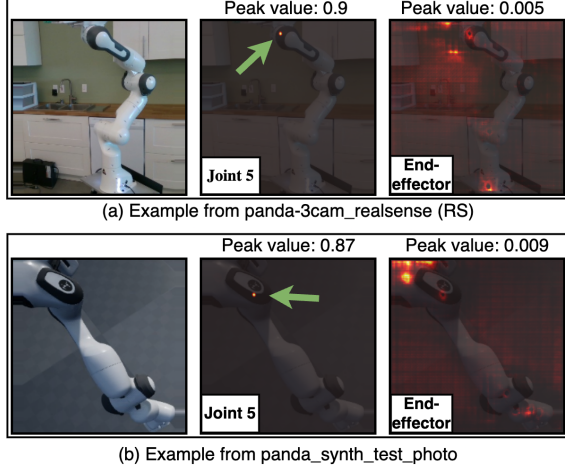 Peak value: 0.9
Peak value: 0.005
Joint 5
End-
effector
(a) Example from panda-3cam_realsense (RS)
Peak value: 0.87
Peak value: 0.009
Joint 5
End-
effector
(b) Example from panda_synth_test_photo